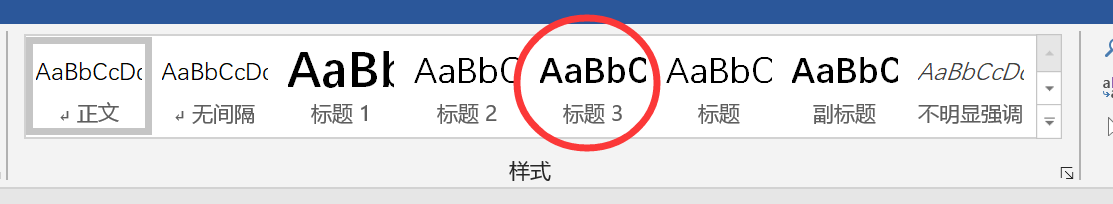 AaBbCcDc AaBbCcDc AaBb AaBbC AaBbC AaBbC AaBbC AaBbCcDc
↲ 正文 ↲ 无间隔 标题 1 标题 2 标题 3 标题 副标题 不明显强调
样式